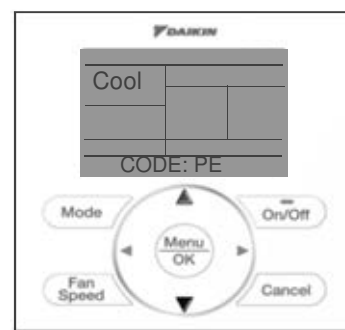 DAIKIN
Cool
CODE: PE
Mode
On/Off
Menu
OK
Fan
Speed
Cancel